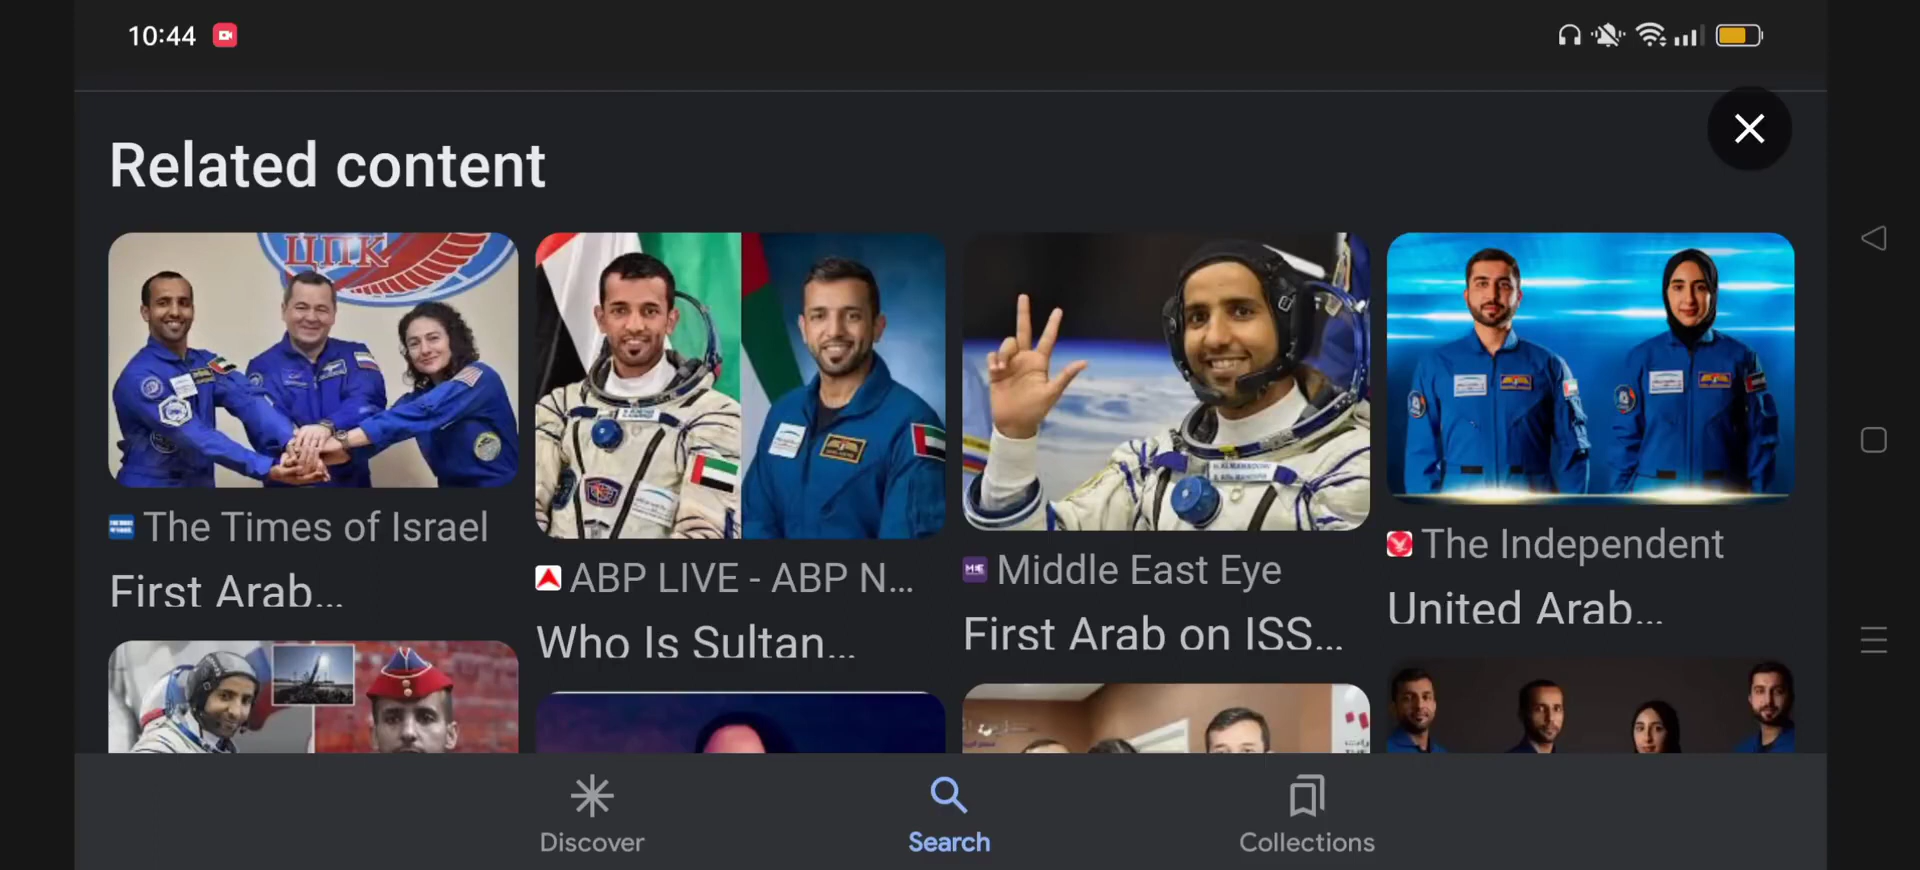 10:44
Related content
ЦПК
The Times of Israel
First Arab...
ABP LIVE - ABP N...
Who Is Sultan...
Middle East Eye
First Arab on ISS...
The Independent
United Arab...
Discover
Search
Collections